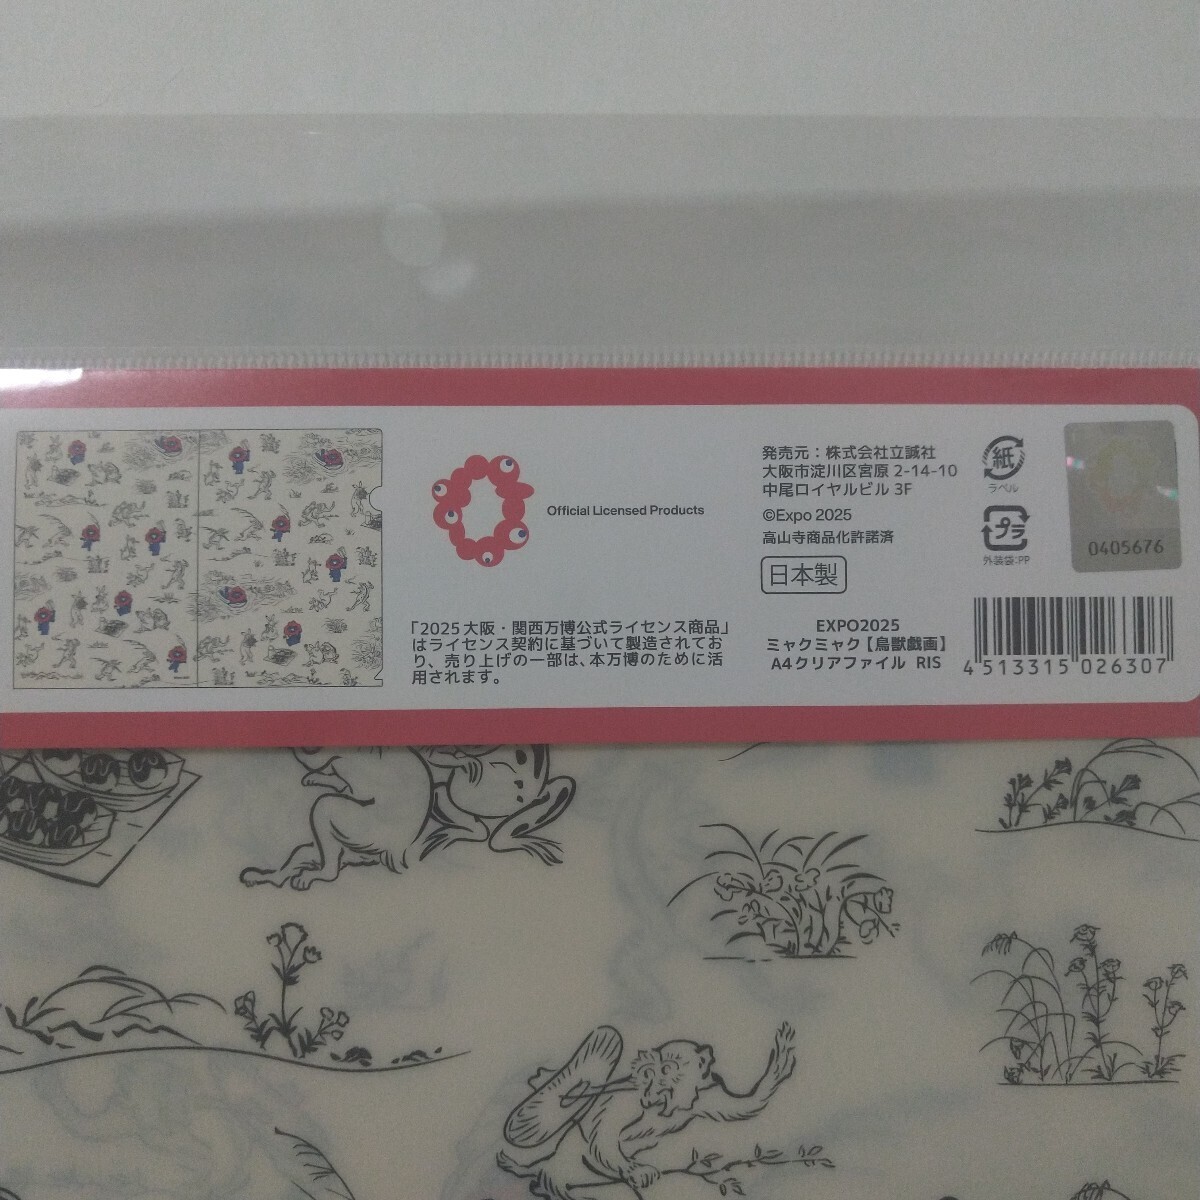 Official Licensed Products
「2025大阪・関西万博公式ライセンス商品」
はライセンス契約に基づいて製造されてお
り、売り上げの一部は、本万博のために活
用されます。
発売元：株式会社立誠社
大阪市淀川区宮原 2-14-10
中尾ロイヤルビル 3F
©Expo 2025
高山寺商品化許諾済
日本製
EXPO2025
ミャクミャク【鳥獣戯画】
A4クリアファイル RIS
紙
ラベル
プラ
外装袋:PP
0405676
4 513315 026307